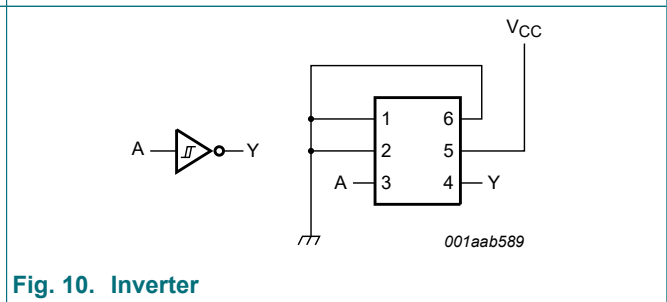 VCC
1 6
A Y 2 5
A 3 4 Y
001aab589
Fig. 10. Inverter